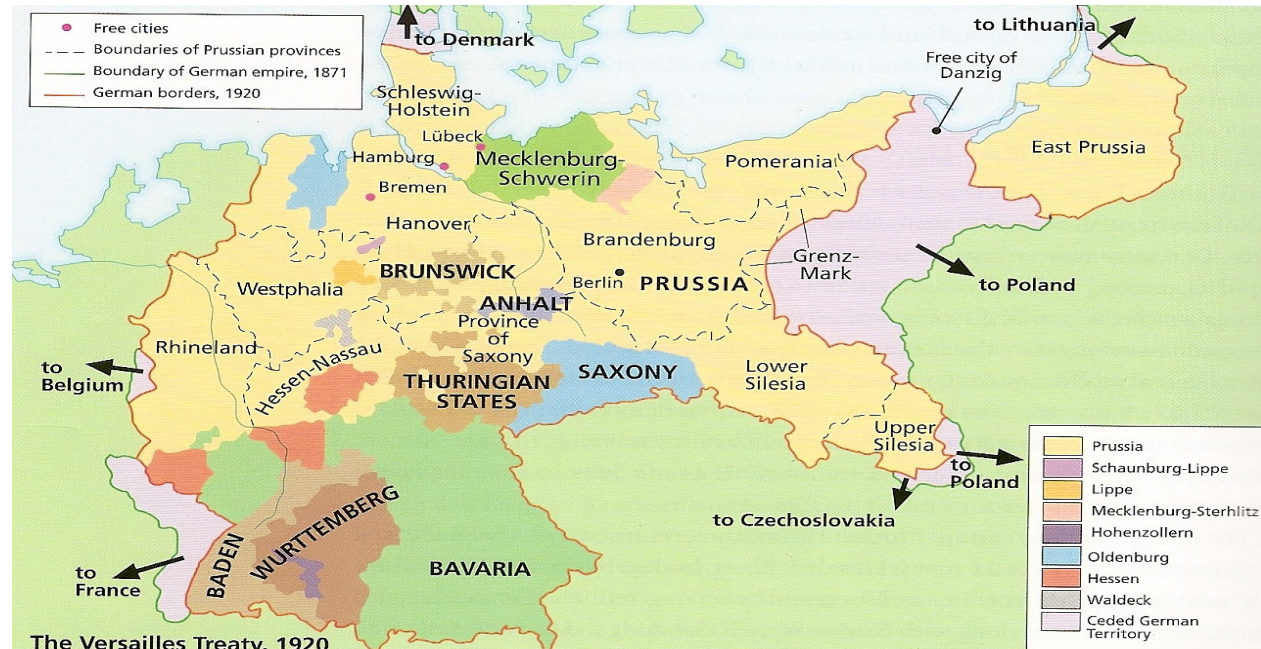 Free cities
Boundaries of Prussian provinces
Boundary of German empire, 1871
German borders, 1920
to Denmark
to Lithuania
Free city of
Danzig
Schleswig-
Holstein
Lübeck
Hamburg
Mecklenburg-
Schwerin
Pomerania
East Prussia
Bremen
Hanover
Brandenburg
Grenz-
Mark
BRUNSWICK
Berlin
PRUSSIA
to Poland
Westphalia
ANHALT
Province
of
Saxony
Rhineland
Hessen-Nassau
to
Belgium
THURINGIAN
STATES
SAXONY
Lower
Silesia
Upper
Silesia
to
Poland
to Czechoslovakia
WURTTEMBERG
BADEN
BAVARIA
to
France
Prussia
Schaunburg-Lippe
Lippe
Mecklenburg-Sterhlitz
Hohenzollern
Oldenburg
Hessen
Waldeck
Ceded German
Territory
The Versailles Treaty, 1920